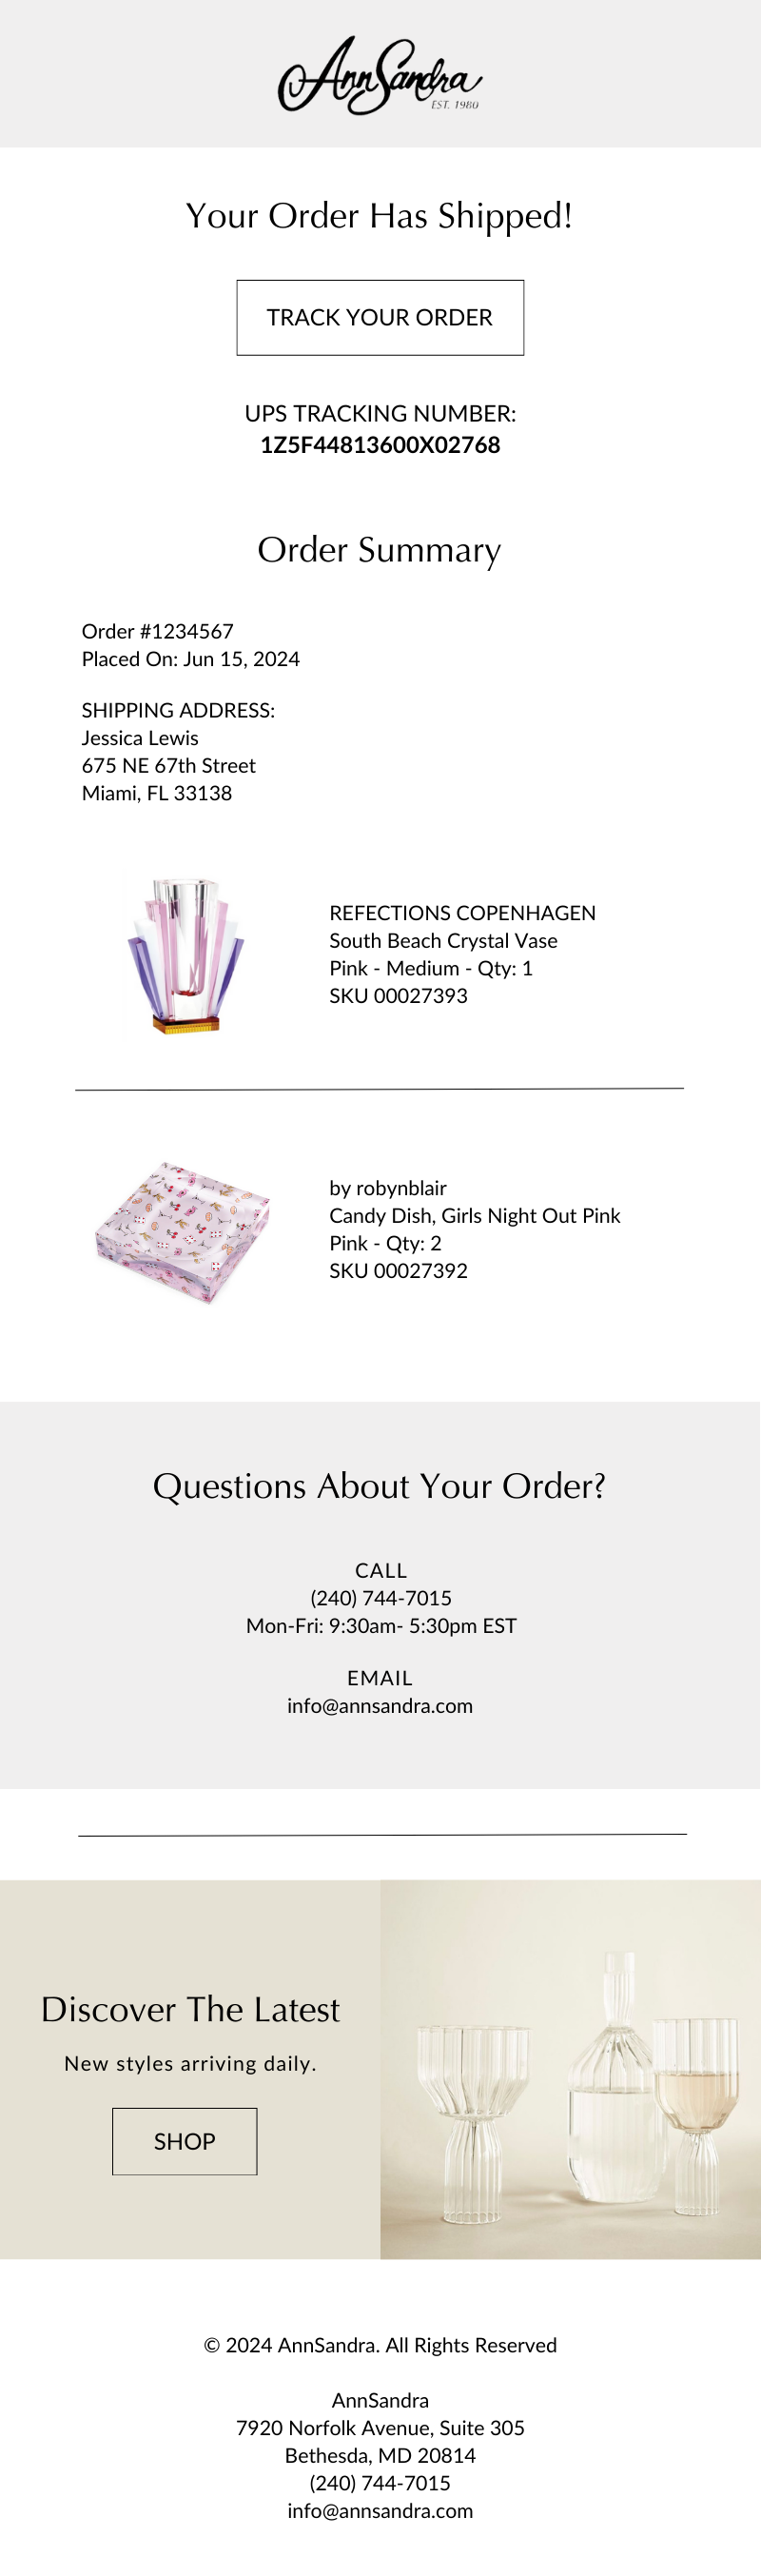 AnnSandra
EST. 1980
Your Order Has Shipped!
TRACK YOUR ORDER
UPS TRACKING NUMBER:
1Z5F44813600X02768
Order Summary
Order #1234567
Placed On: Jun 15, 2024
SHIPPING ADDRESS:
Jessica Lewis
675 NE 67th Street
Miami, FL 33138
REFECTIONS COPENHAGEN
South Beach Crystal Vase
Pink - Medium - Qty: 1
SKU 00027393
by robynblair
Candy Dish, Girls Night Out Pink
Pink - Qty: 2
SKU 00027392
Questions About Your Order?
CALL
(240) 744-7015
Mon-Fri: 9:30am- 5:30pm EST
EMAIL
info@annsandra.com
Discover The Latest
New styles arriving daily.
SHOP
© 2024 AnnSandra. All Rights Reserved
AnnSandra
7920 Norfolk Avenue, Suite 305
Bethesda, MD 20814
(240) 744-7015
info@annsandra.com